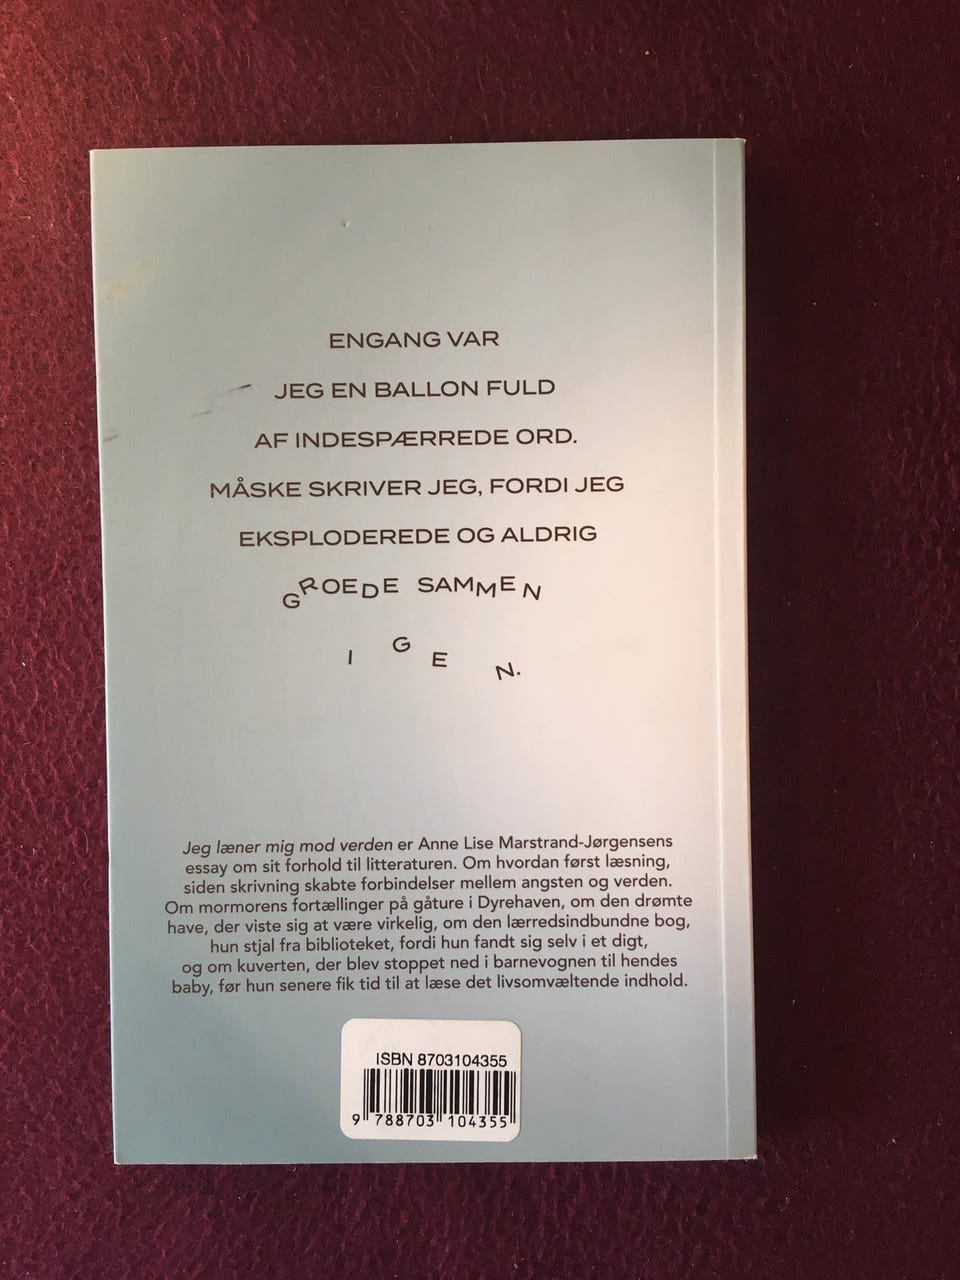 ENGANG VAR
JEG EN BALLON FULD
AF INDESPÆRREDE ORD.
MÅSKE SKRIVER JEG, FORDI JEG
EKSPLODEREDE OG ALDRIG
GROEDE SAMMEN
IGEN.
Jeg læner mig mod verden er Anne Lise Marstrand-Jørgensens
essay om sit forhold til litteraturen. Om hvordan først læsning,
siden skrivning skabte forbindelser mellem angsten og verden.
Om mormorens fortællinger på gåture i Dyrehaven, om den drømte
have, der viste sig at være virkelig, om den lærredsindbundne bog,
hun stjal fra biblioteket, fordi hun fandt sig selv i et digt,
og om kuverten, der blev stoppet ned i barnevognen til hendes
baby, før hun senere fik tid til at læse det livsomvæltende indhold.
ISBN 8703104355
9 788703 104355